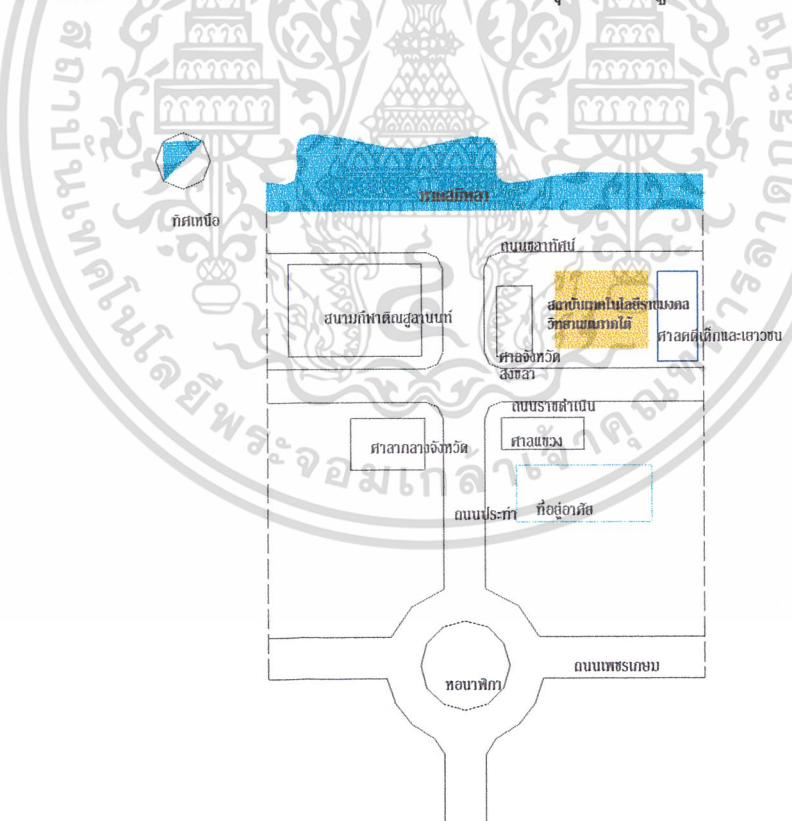 หาดสมิหลา
ทิศเหนือ
ถนนชลาทัศน์
สนามกีฬาติณสูลานนท์
สถาบันเทคโนโลยีราชมงคล
วิทยาเขตภาคใต้
ศาลคดีเด็กและเยาวชน
ศาลจังหวัด
สงขลา
ถนนราชดำเนิน
ศาลากลางจังหวัด
ศาลแขวง
ถนนประท่า
ที่อยู่อาศัย
ถนนเพชรเกษม
หอนาฬิกา